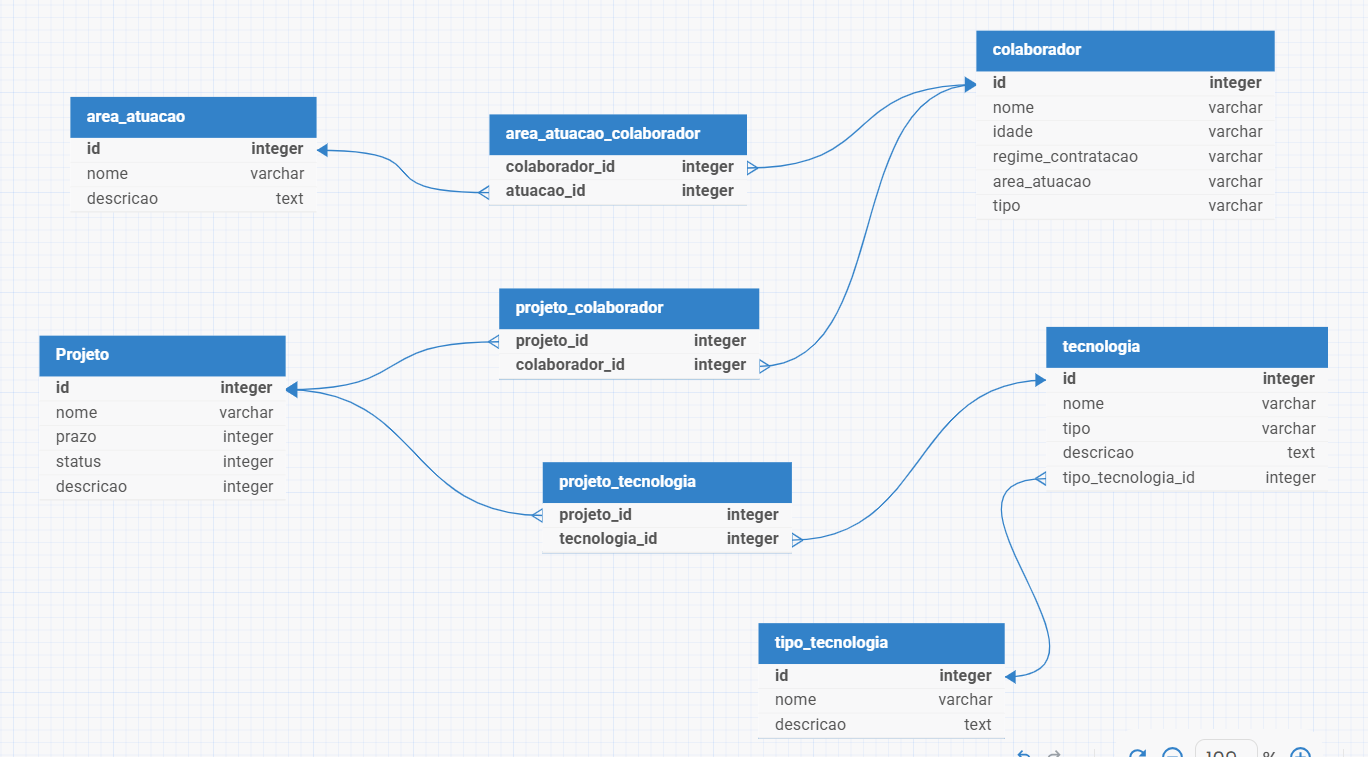 colaborador
id integer
nome varchar
idade varchar
regime_contratacao varchar
area_atuacao varchar
tipo varchar
area_atuacao
id integer
nome varchar
descricao text
area_atuacao_colaborador
colaborador_id integer
atuacao_id integer
projeto_colaborador
projeto_id integer
colaborador_id integer
Projeto
id integer
nome varchar
prazo integer
status integer
descricao integer
tecnologia
id integer
nome varchar
tipo varchar
descricao text
tipo_tecnologia_id integer
projeto_tecnologia
projeto_id integer
tecnologia_id integer
tipo_tecnologia
id integer
nome varchar
descricao text
100 %